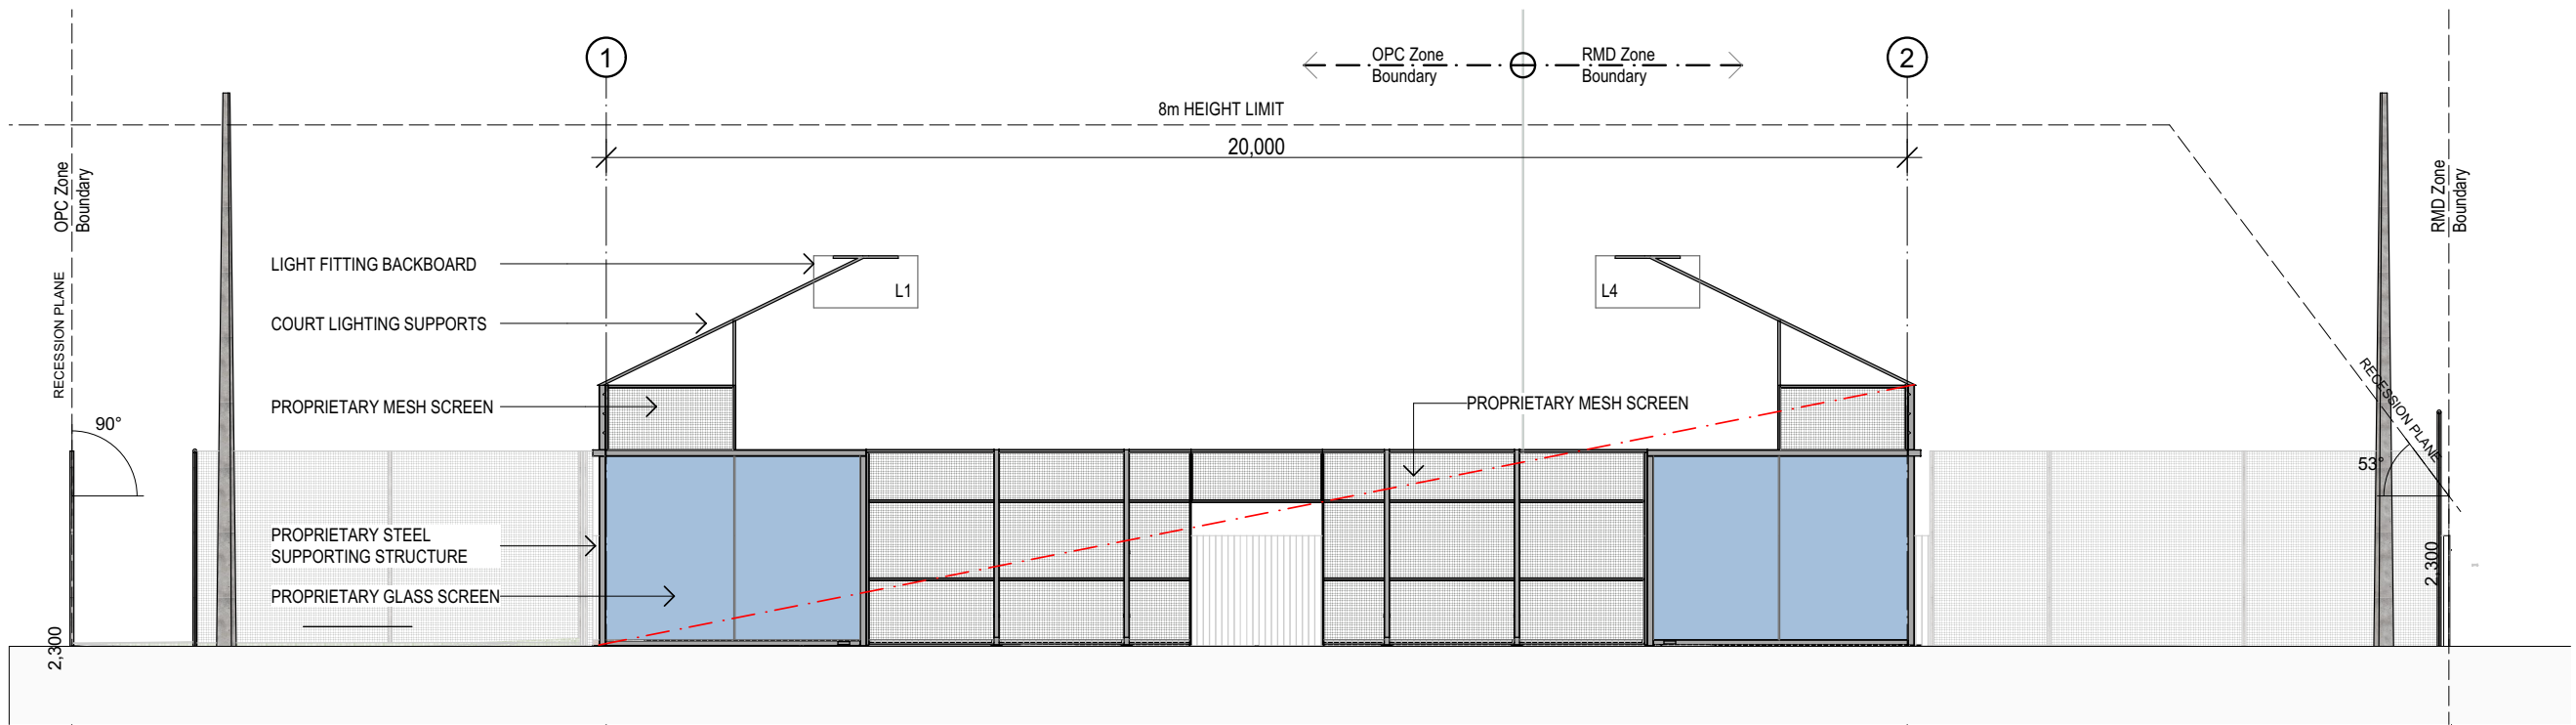 1
OPC Zone
Boundary
RMD Zone
Boundary
2
8m HEIGHT LIMIT
20,000
OPC Zone
Boundary
RMD Zone
Boundary
RECESSION PLANE
LIGHT FITTING BACKBOARD
L1
L4
COURT LIGHTING SUPPORTS
PROPRIETARY MESH SCREEN
PROPRIETARY MESH SCREEN
RECESSION PLANE
90°
53°
PROPRIETARY STEEL
SUPPORTING STRUCTURE
PROPRIETARY GLASS SCREEN
2,300
2,300